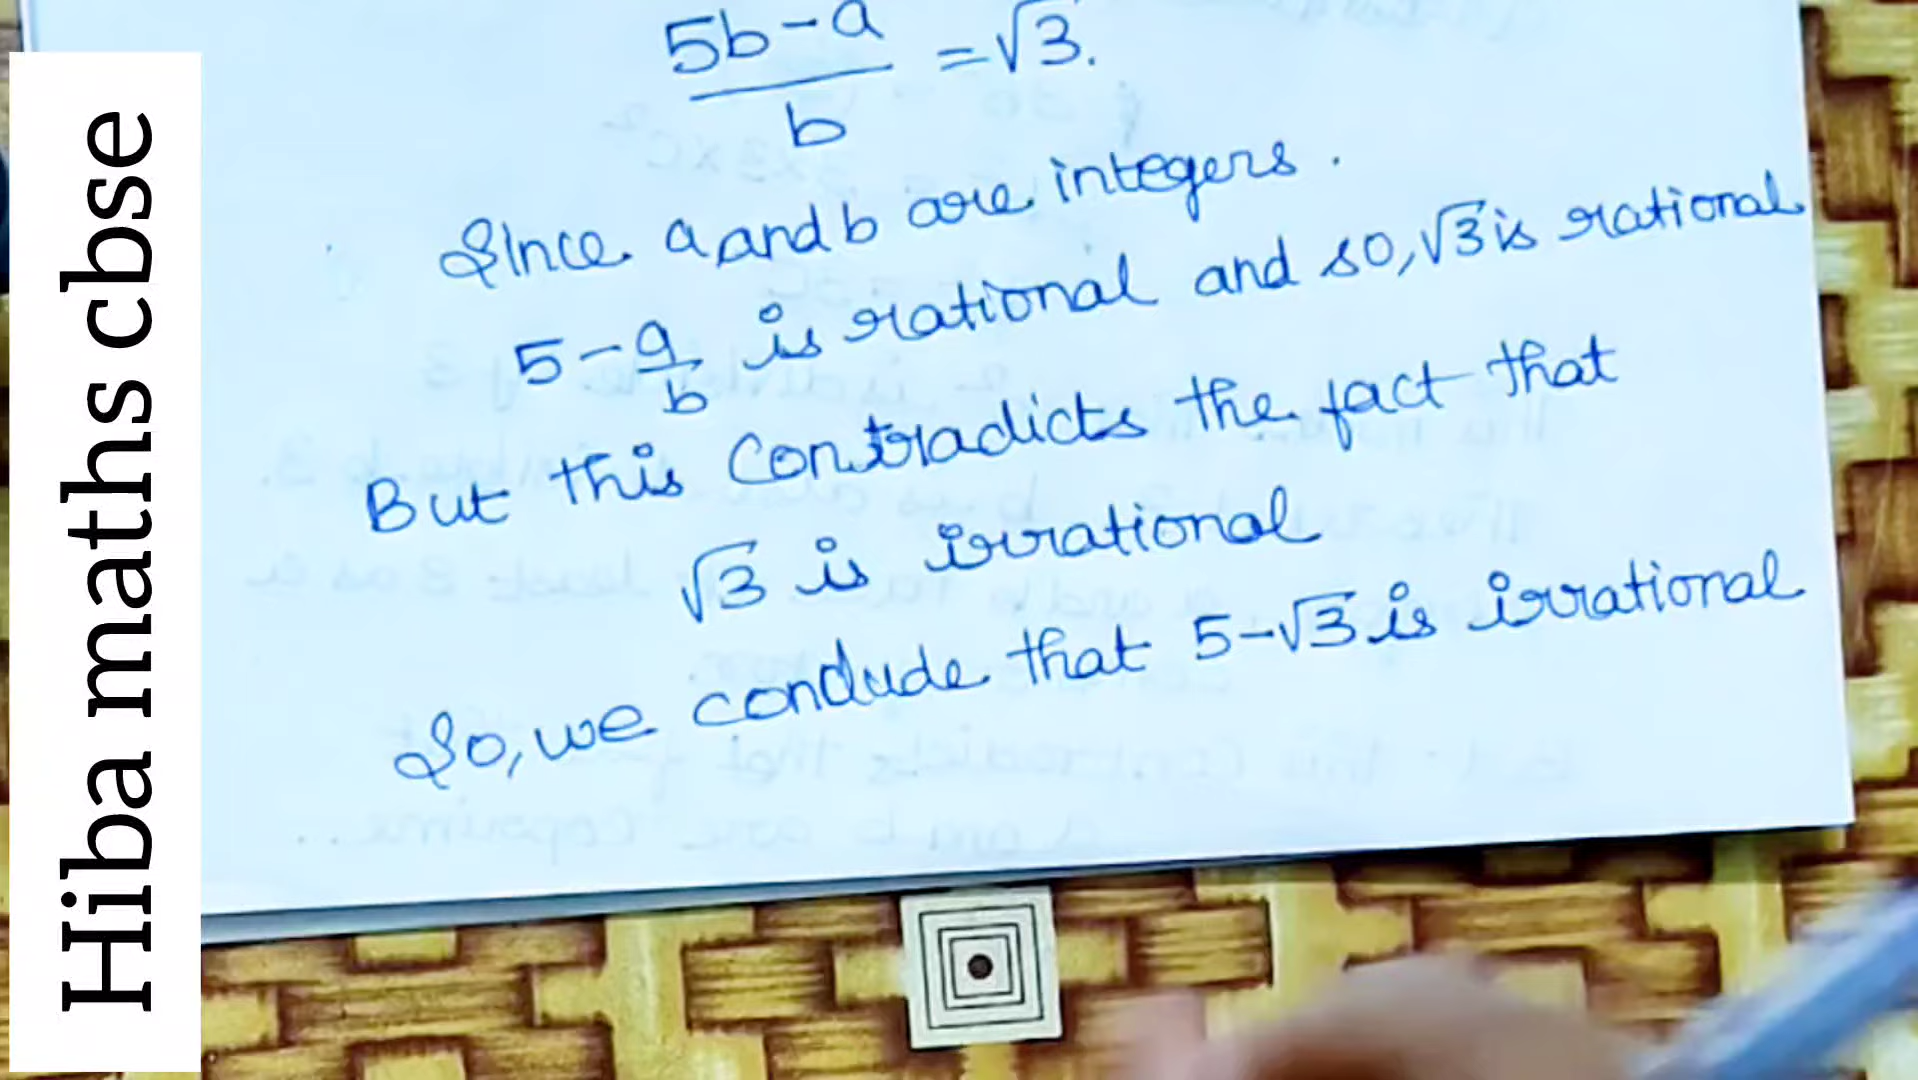 Hiba maths cbse
5b-a
—— = √3.
b
Since a and b are integers.
5 - a/b is rational and so, √3 is rational
But this contradicts the fact that
√3 is irrational
So, we conclude that 5-√3 is irrational